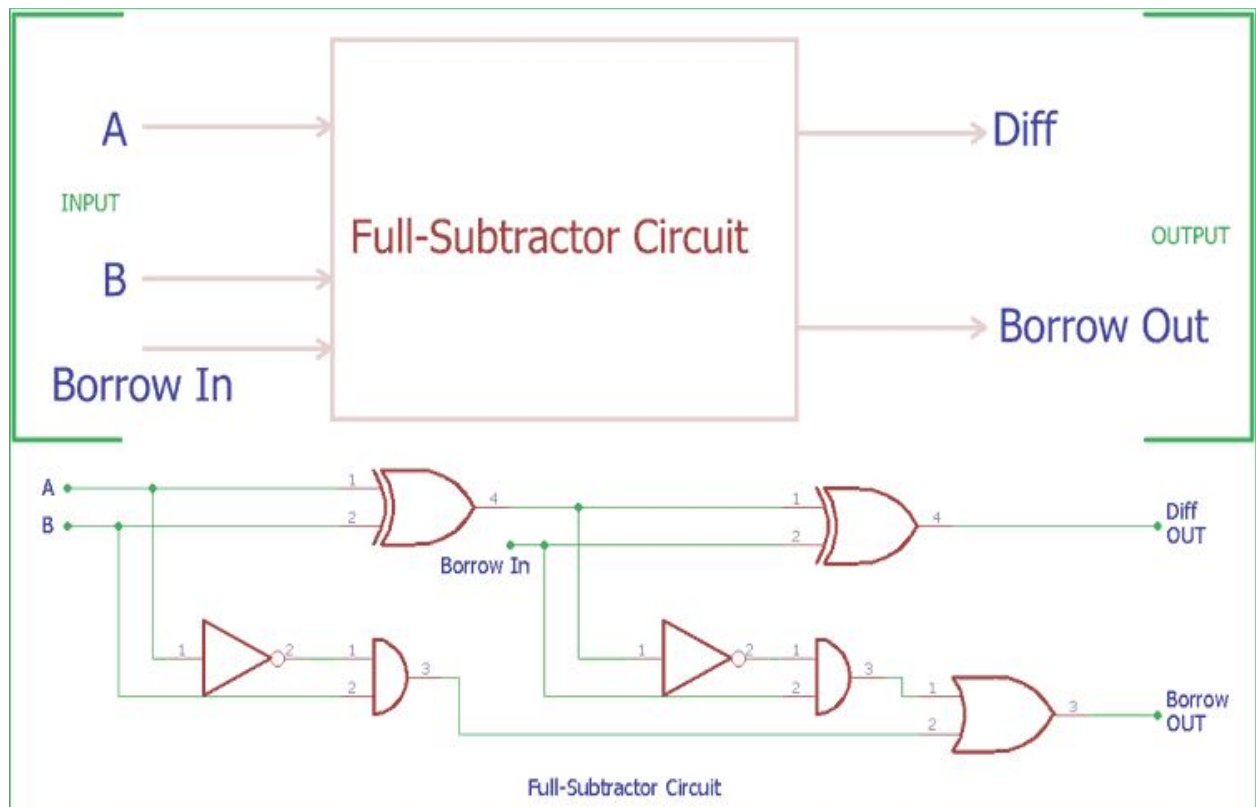 A
Diff
INPUT
Full-Subtractor Circuit
OUTPUT
B
Borrow Out
Borrow In
A
1
4
1
Diff
OUT
B
2
4
2
Borrow In
1
2
1
3
2
1
2
1
3
2
1
3
2
Borrow
OUT
Full-Subtractor Circuit